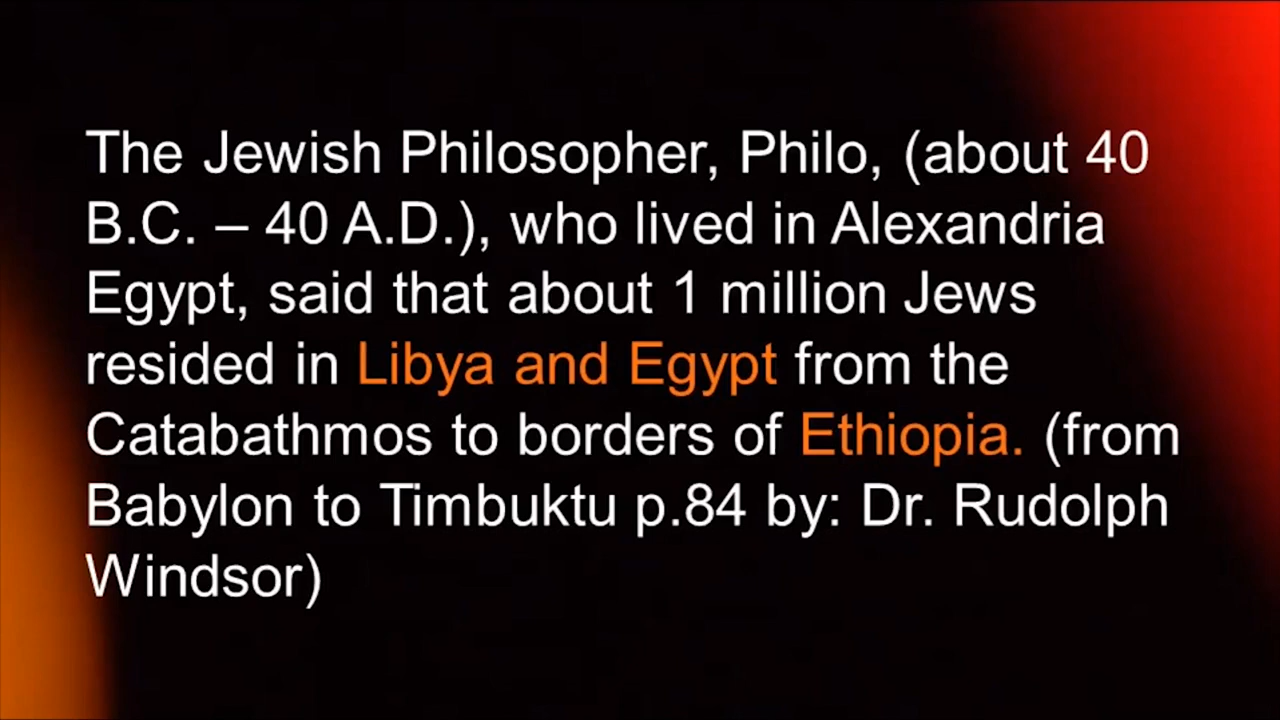 The Jewish Philosopher, Philo, (about 40
B.C. – 40 A.D.), who lived in Alexandria
Egypt, said that about 1 million Jews
resided in Libya and Egypt from the
Catabathmos to borders of Ethiopia. (from
Babylon to Timbuktu p.84 by: Dr. Rudolph
Windsor)